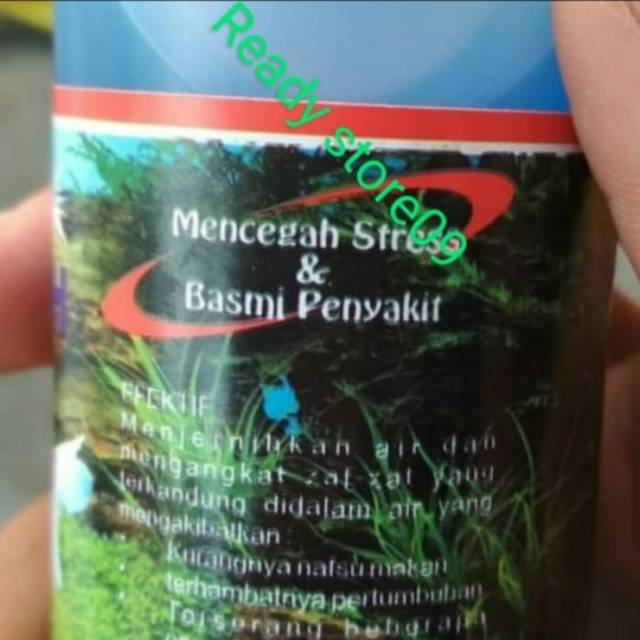 Ready store09
Mencegah Stress
&
Basmi Penyakit
EFEKTIF
Menjernihkan air dan
mengangkat zat-zat yang
terkandung didalam air yang
mengakibatkan :
Kurangnya nafsu makan
terhambatnya pertumbuhan